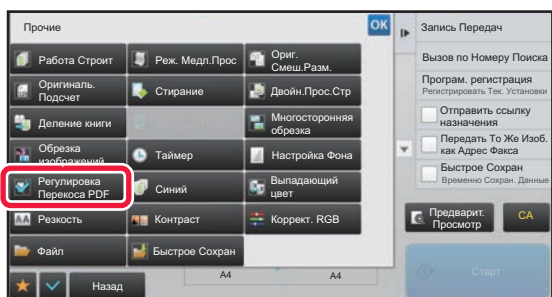 Прочие
OK
Работа Строит
Реж. Медл.Прос
Ориг.
Смеш.Разм.
Оригиналь.
Подсчет
Стирание
Двойн.Прос.Стр
Деление книги
Многосторонняя
обрезка
Обрезка
изображений
Таймер
Настройка Фона
Регулировка
Перекоса PDF
Синий
Выпадающий
цвет
Резкость
Контраст
Коррект. RGB
Файл
Быстрое Сохран
Назад
A4
A4
Запись Передач
Вызов по Номеру Поиска
Програм. регистрация
Регистрировать Тек. Установки
Отправить ссылку
назначения
Передать То Же Изоб.
как Адрес Факса
Быстрое Сохран
Временно Сохран. Данные
Предварит.
Просмотр
CA
Старт